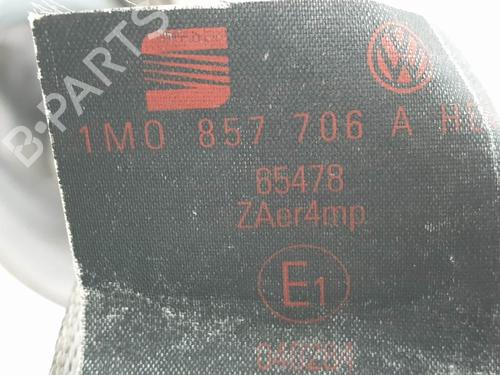 1M0 857 706 A H
85478
ZAer4mp
E1
B-PARTS